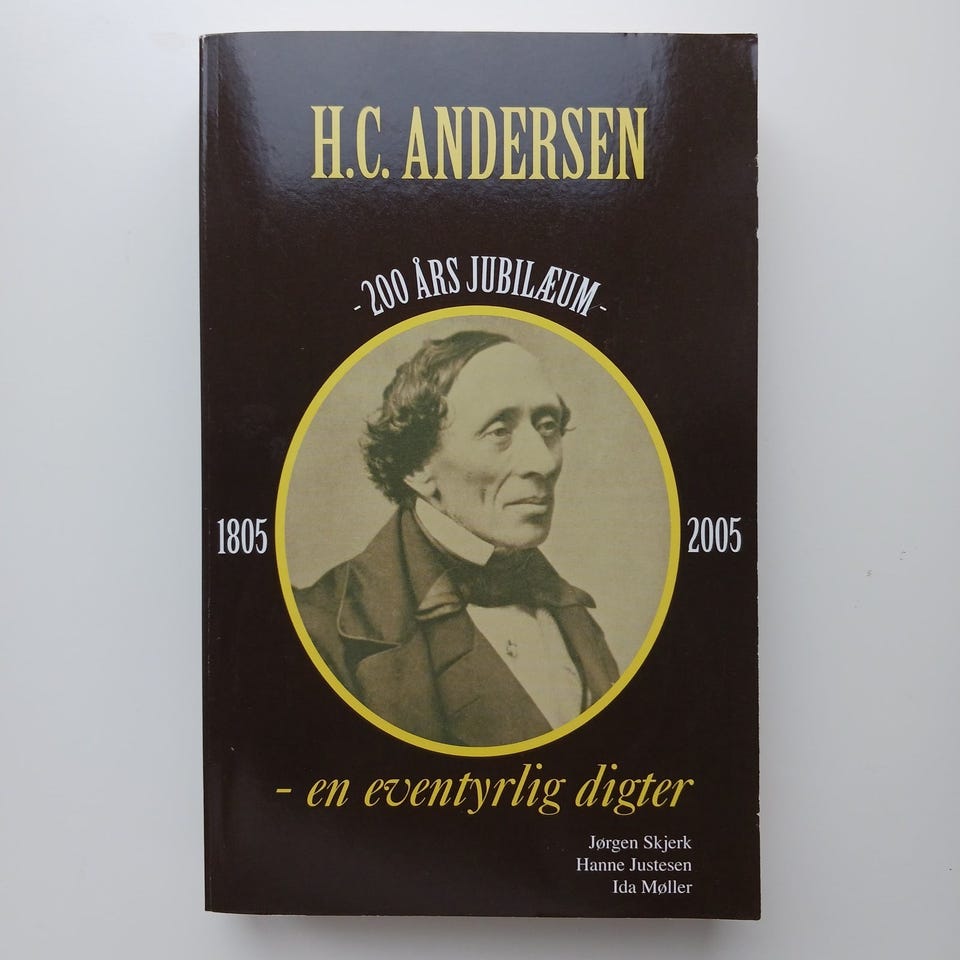 H.C. ANDERSEN
- 200 ÅRS JUBILÆUM -
1805
2005
- en eventyrlig digter
Jørgen Skjerk
Hanne Justesen
Ida Møller